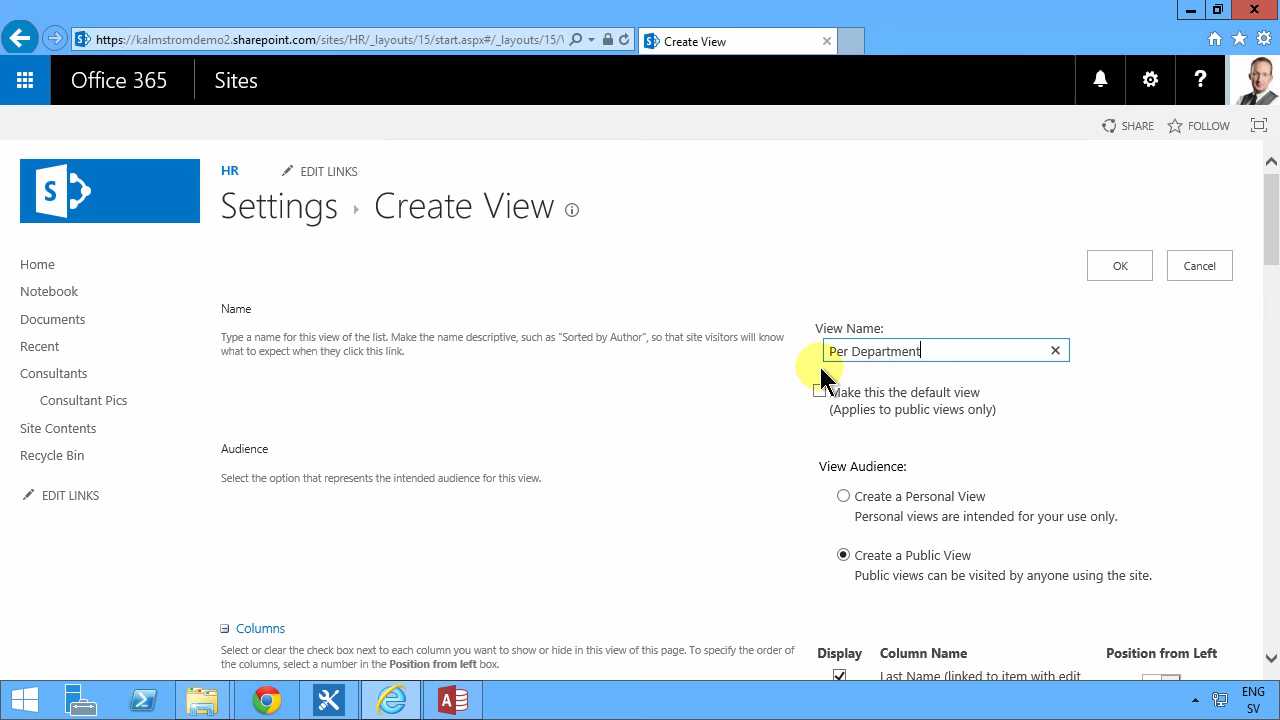 https://kalmstromdemo2.sharepoint.com/sites/HR/_layouts/15/start.aspx#/_layouts/15/
Create View
Office 365
Sites
SHARE
FOLLOW
HR
EDIT LINKS
Settings
Create View
OK
Cancel
Home
Notebook
Documents
Recent
Consultants
Consultant Pics
Site Contents
Recycle Bin
EDIT LINKS
Name
Type a name for this view of the list. Make the name descriptive, such as "Sorted by Author", so that site visitors will know
what to expect when they click this link.
View Name:
Per Department
Make this the default view
(Applies to public views only)
Audience
Select the option that represents the intended audience for this view.
View Audience:
Create a Personal View
Personal views are intended for your use only.
Create a Public View
Public views can be visited by anyone using the site.
Columns
Select or clear the check box next to each column you want to show or hide in this view of this page. To specify the order of
the columns, select a number in the Position from left box.
Display
Column Name
Position from Left
Last Name (linked to item with edit
ENG
SV